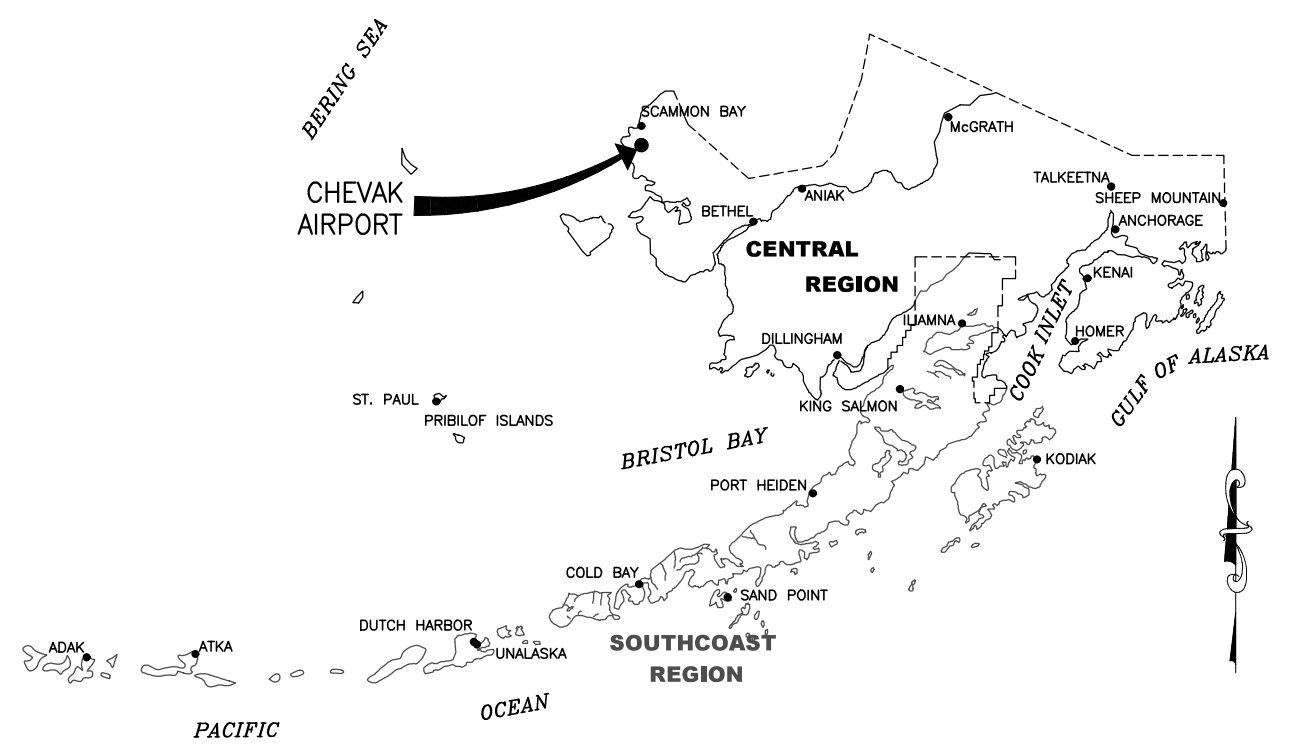 BERING SEA
SCAMMON BAY
McGRATH
CHEVAK
AIRPORT
TALKEETNA
SHEEP MOUNTAIN
ANIAK
BETHEL
ANCHORAGE
CENTRAL
REGION
KENAI
ILIAMNA
COOK INLET
DILLINGHAM
HOMER
GULF OF ALASKA
ST. PAUL
KING SALMON
PRIBILOF ISLANDS
BRISTOL BAY
KODIAK
PORT HEIDEN
COLD BAY
SAND POINT
DUTCH HARBOR
SOUTHCOAST
REGION
ADAK
ATKA
UNALASKA
PACIFIC
OCEAN